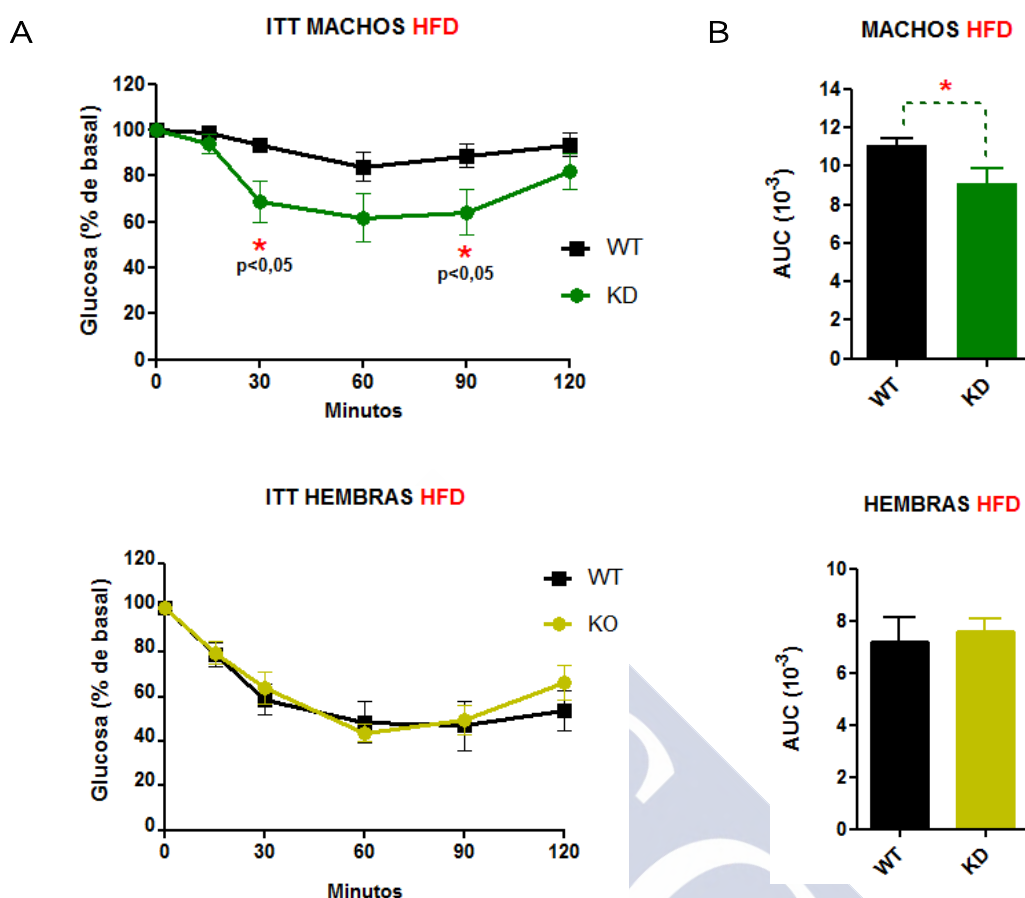 A
ITT MACHOS HFD
Glucosa (% de basal)
120
100
80
60
40
20
0
*
p<0,05
*
p<0,05
WT
KD
0 30 60 90 120
Minutos
B
MACHOS HFD
*
AUC (10-3)
14
12
10
8
6
4
2
0
WT KD
ITT HEMBRAS HFD
Glucosa (% de basal)
120
100
80
60
40
20
0
WT
KO
0 30 60 90 120
Minutos
HEMBRAS HFD
AUC (10-3)
10
8
6
4
2
0
WT KD